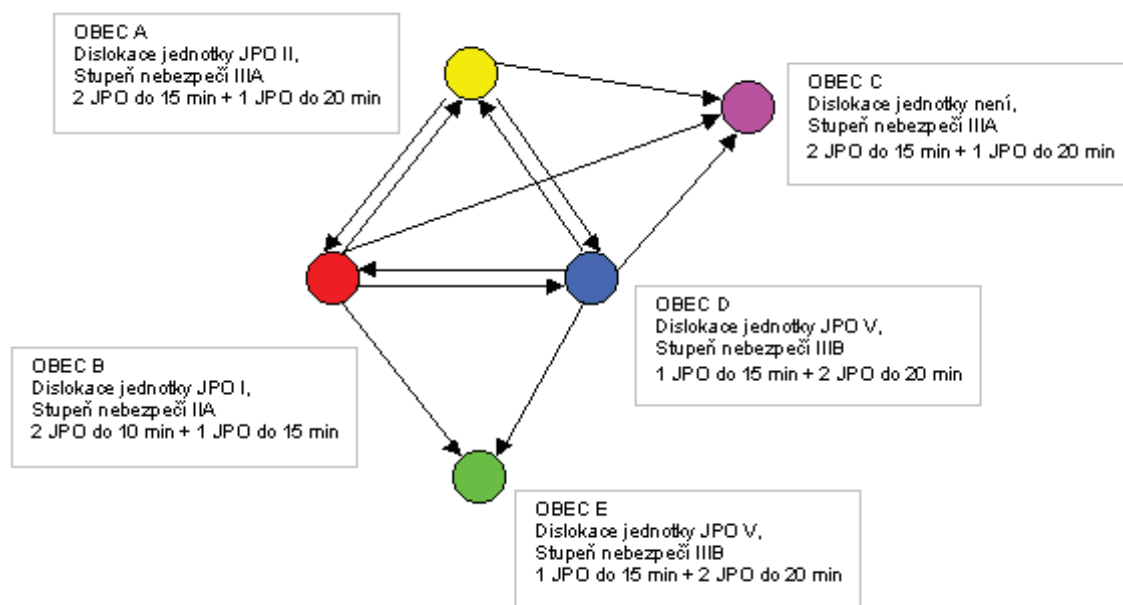 OBEC A
Dislokace jednotky JPO II,
Stupeň nebezpečí IIIA
2 JPO do 15 min + 1 JPO do 20 min
OBEC C
Dislokace jednotky není,
Stupeň nebezpečí IIIA
2 JPO do 15 min + 1 JPO do 20 min
OBEC D
Dislokace jednotky JPO V,
Stupeň nebezpečí IIIB
1 JPO do 15 min + 2 JPO do 20 min
OBEC B
Dislokace jednotky JPO I,
Stupeň nebezpečí IIA
2 JPO do 10 min + 1 JPO do 15 min
OBEC E
Dislokace jednotky JPO V,
Stupeň nebezpečí IIIB
1 JPO do 15 min + 2 JPO do 20 min